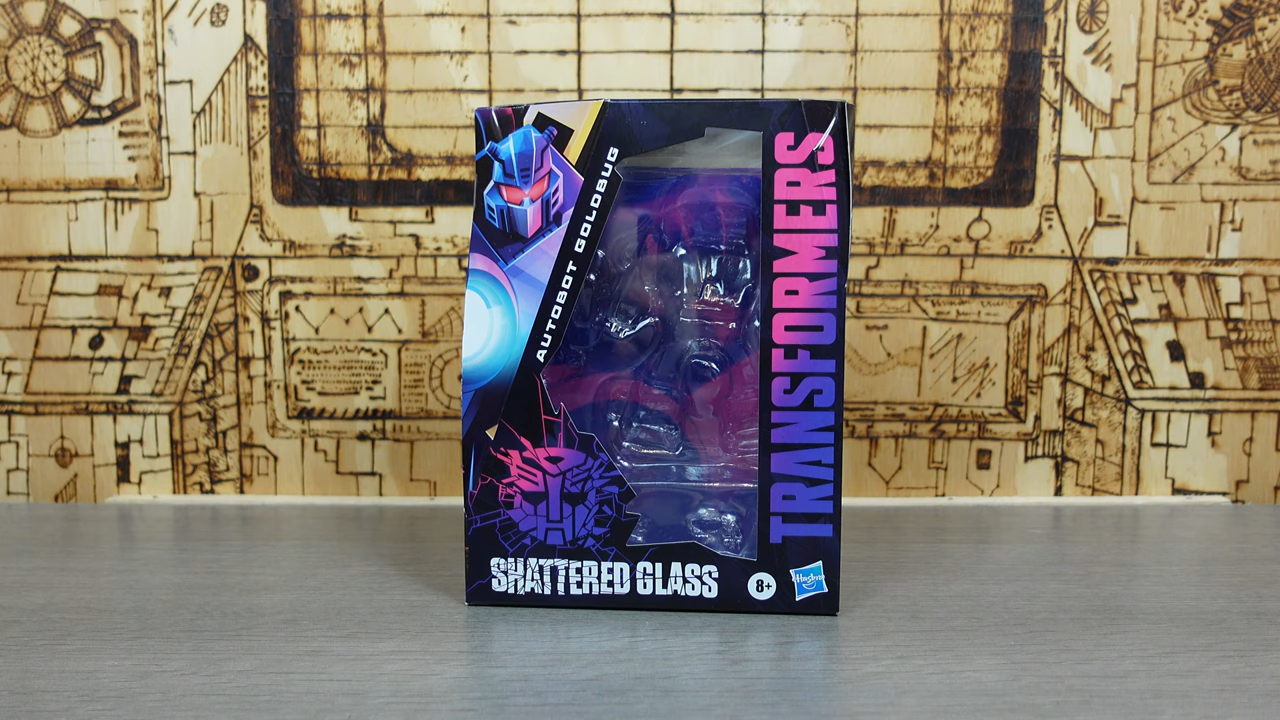 AUTOBOT GOLDBUG
TRANSFORMERS
SHATTERED GLASS
8+
Hasbro